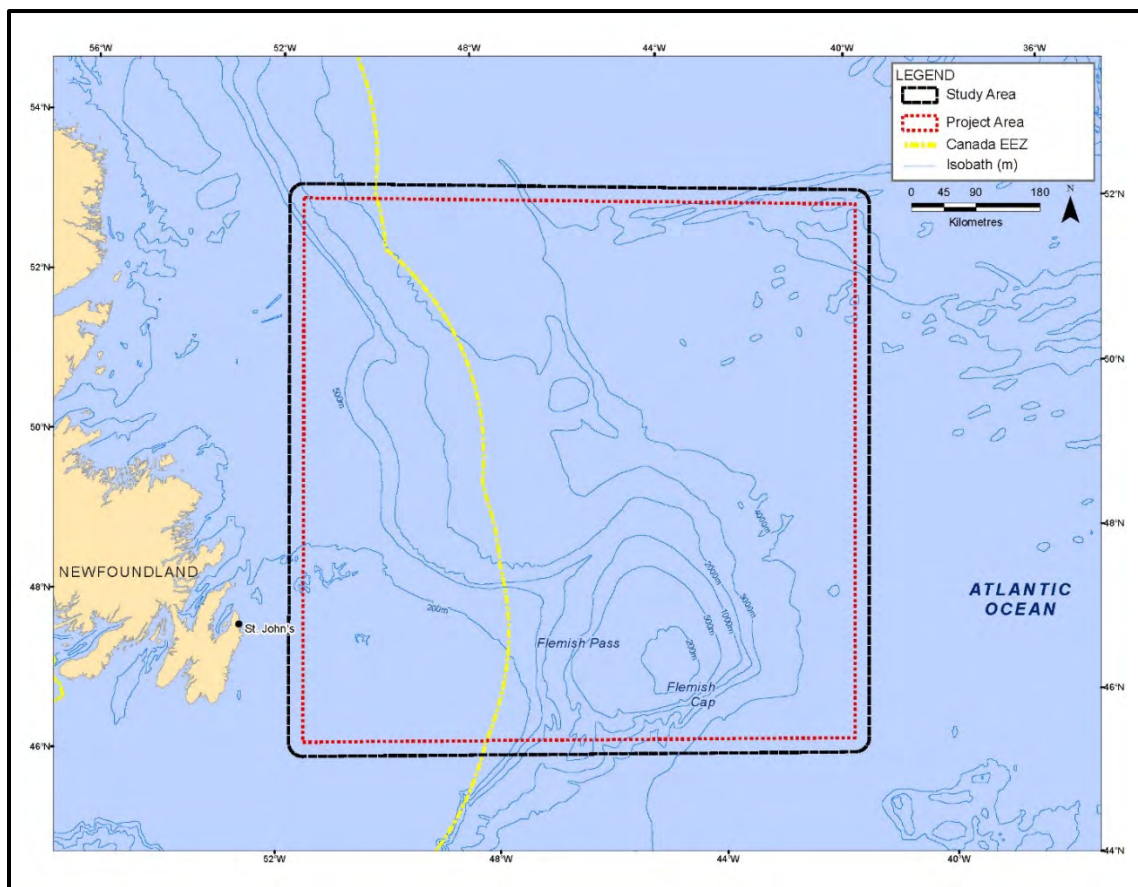 56°W 52°W 48°W 44°W 40°W 36°W
LEGEND
Study Area
Project Area
Canada EEZ
Isobath (m)
0 45 90 180
Kilometres
N
54°N
52°N
52°N
50°N
50°N
500m
4000m
48°N
48°N
2000m
3000m
1000m
500m
200m
200m
NEWFOUNDLAND
St. John's
ATLANTIC
OCEAN
Flemish Pass
Flemish
Cap
46°N
46°N
44°N
52°W 48°W 44°W 40°W